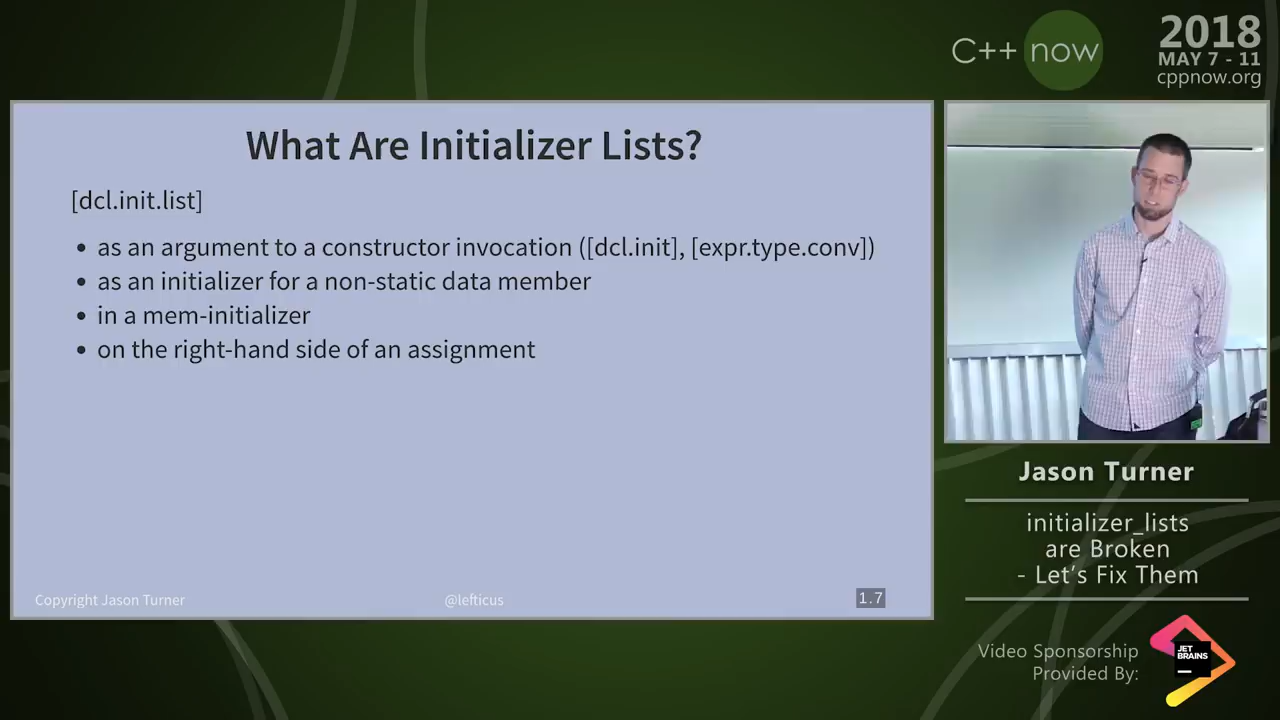 C++ now
2018
MAY 7 - 11
cppnow.org
What Are Initializer Lists?
[dcl.init.list]
• as an argument to a constructor invocation ([dcl.init], [expr.type.conv])
• as an initializer for a non-static data member
• in a mem-initializer
• on the right-hand side of an assignment
Copyright Jason Turner
@lefticus
1.7
Jason Turner
initializer_lists
are Broken
- Let's Fix Them
Video Sponsorship
Provided By:
JET
BRAINS